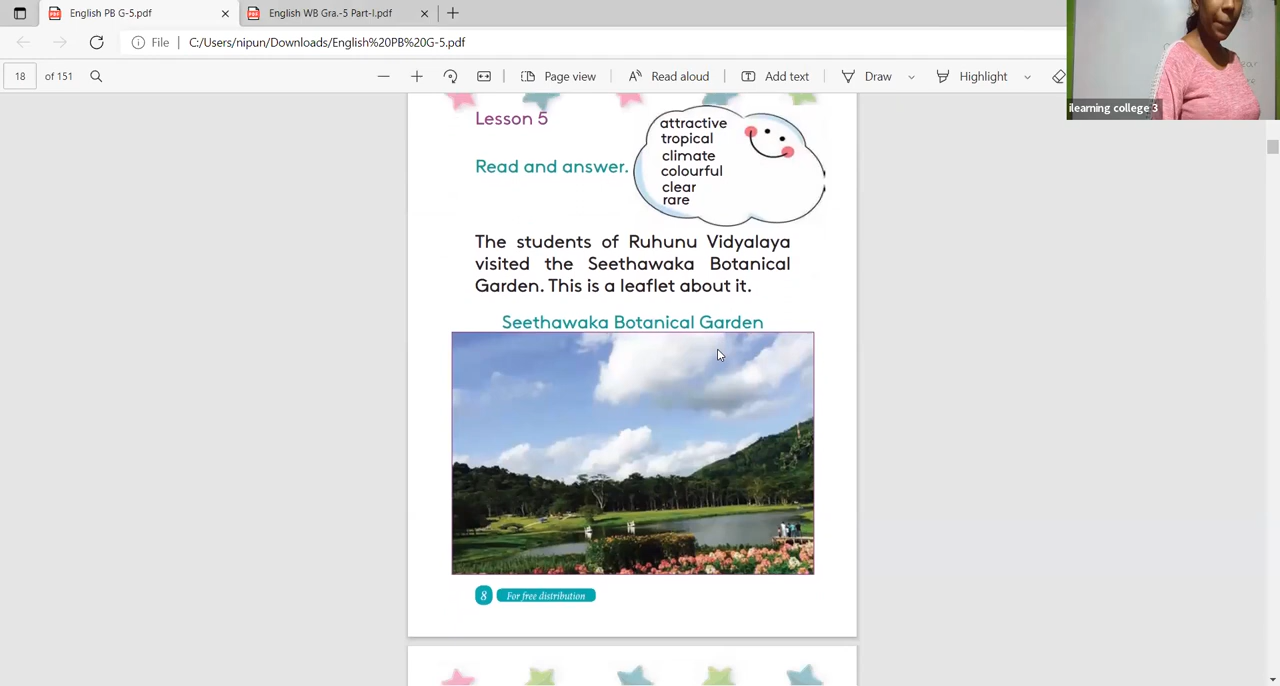 English PB G-5.pdf
English WB Gra.-5 Part-I.pdf
File
C:/Users/nipun/Downloads/English%20PB%20G-5.pdf
18 of 151
Page view
Read aloud
Add text
Draw
Highlight
ilearning college 3
Lesson 5
Read and answer.
attractive
tropical
climate
colourful
clear
rare
The students of Ruhunu Vidyalaya
visited the Seethawaka Botanical
Garden. This is a leaflet about it.
Seethawaka Botanical Garden
8 For free distribution